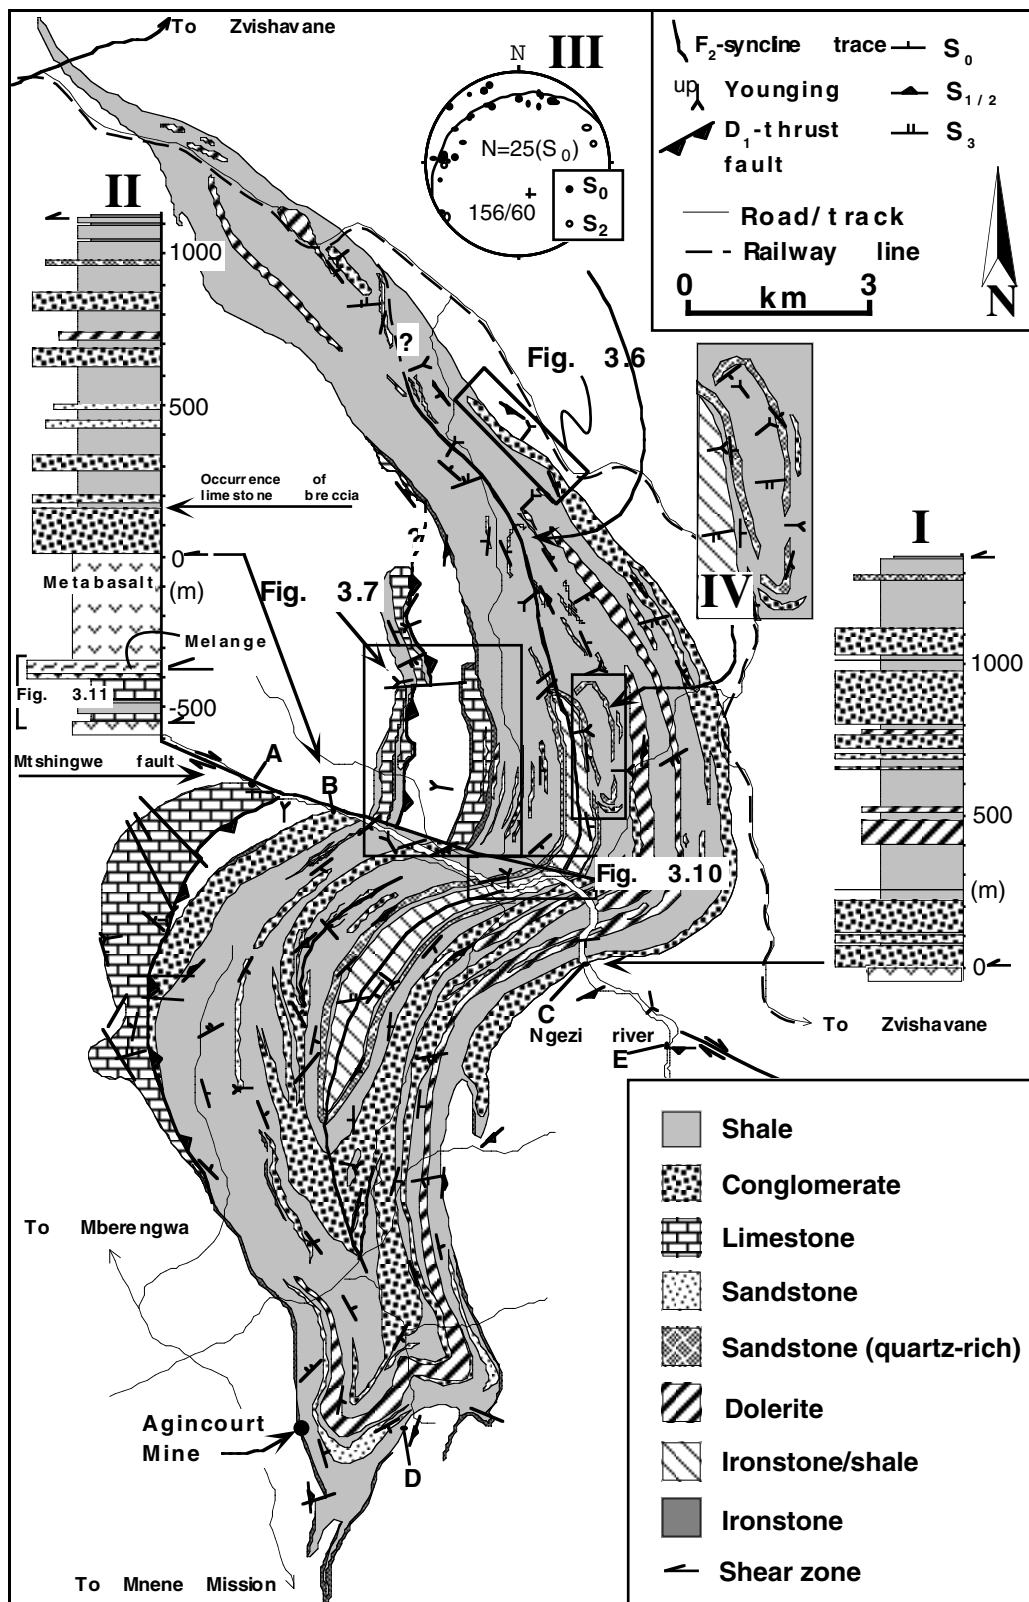 To Zvishavane
III
N
N=25(S0)
156/60
S0
S2
F2-syncline trace
S0
up
Younging
S1/2
D1-thrust fault
S3
Road/track
Railway line
0
3
km
N
II
1000
500
0
(m)
-500
Occurrence of
limestone breccia
Metabasalt
Melange
Fig. 3.11
?
Fig. 3.6
?
Fig. 3.7
IV
I
1000
500
(m)
0
Mtshingwe fault
A
B
Fig. 3.10
C
Ngezi river
E
To Zvishavane
To Mberengwa
Agincourt
Mine
D
To Mnene Mission
Shale
Conglomerate
Limestone
Sandstone
Sandstone (quartz-rich)
Dolerite
Ironstone/shale
Ironstone
Shear zone